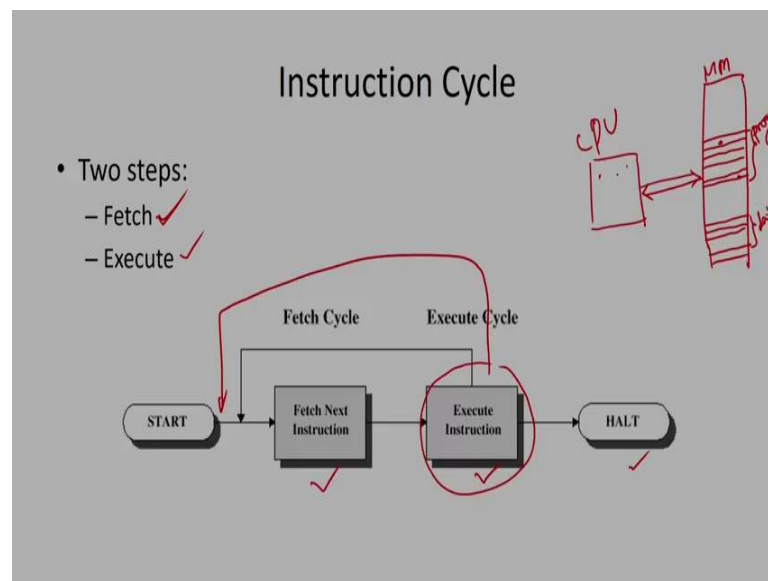 Instruction Cycle
• Two steps:
– Fetch
– Execute
CPU
MM
Fetch Cycle
Execute Cycle
START
Fetch Next
Instruction
Execute
Instruction
HALT